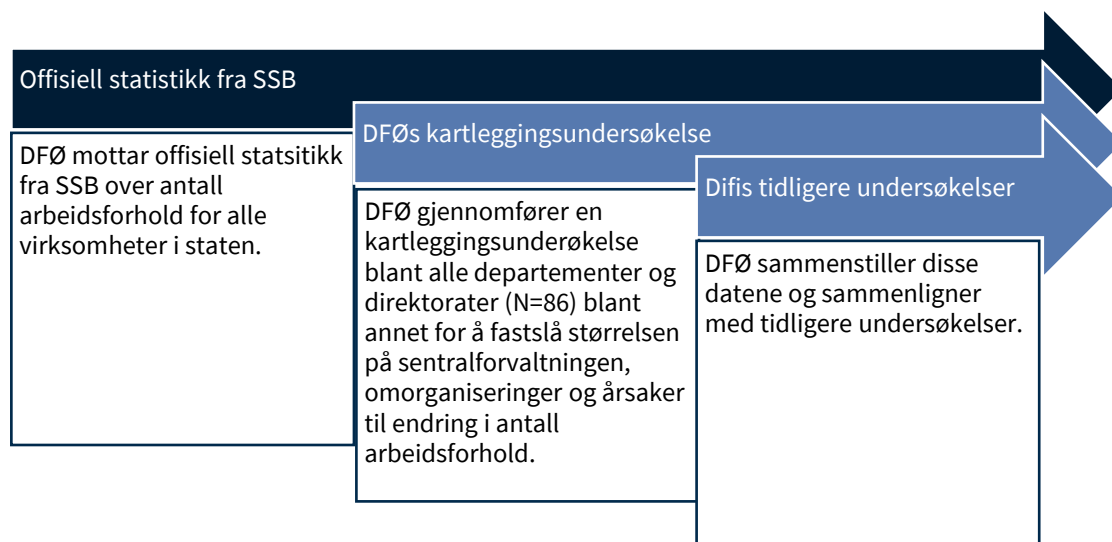 Offisiell statistikk fra SSB
DFØ mottar offisiell statsitikk
fra SSB over antall
arbeidsforhold for alle
virksomheter i staten.
DFØs kartleggingsundersøkelse
DFØ gjennomfører en
kartleggingsunderøkelse
blant alle departementer og
direktorater (N=86) blant
annet for å fastslå størrelsen
på sentralforvaltningen,
omorganiseringer og årsaker
til endring i antall
arbeidsforhold.
Difis tidligere undersøkelser
DFØ sammenstiller disse
datene og sammenligner
med tidligere undersøkelser.